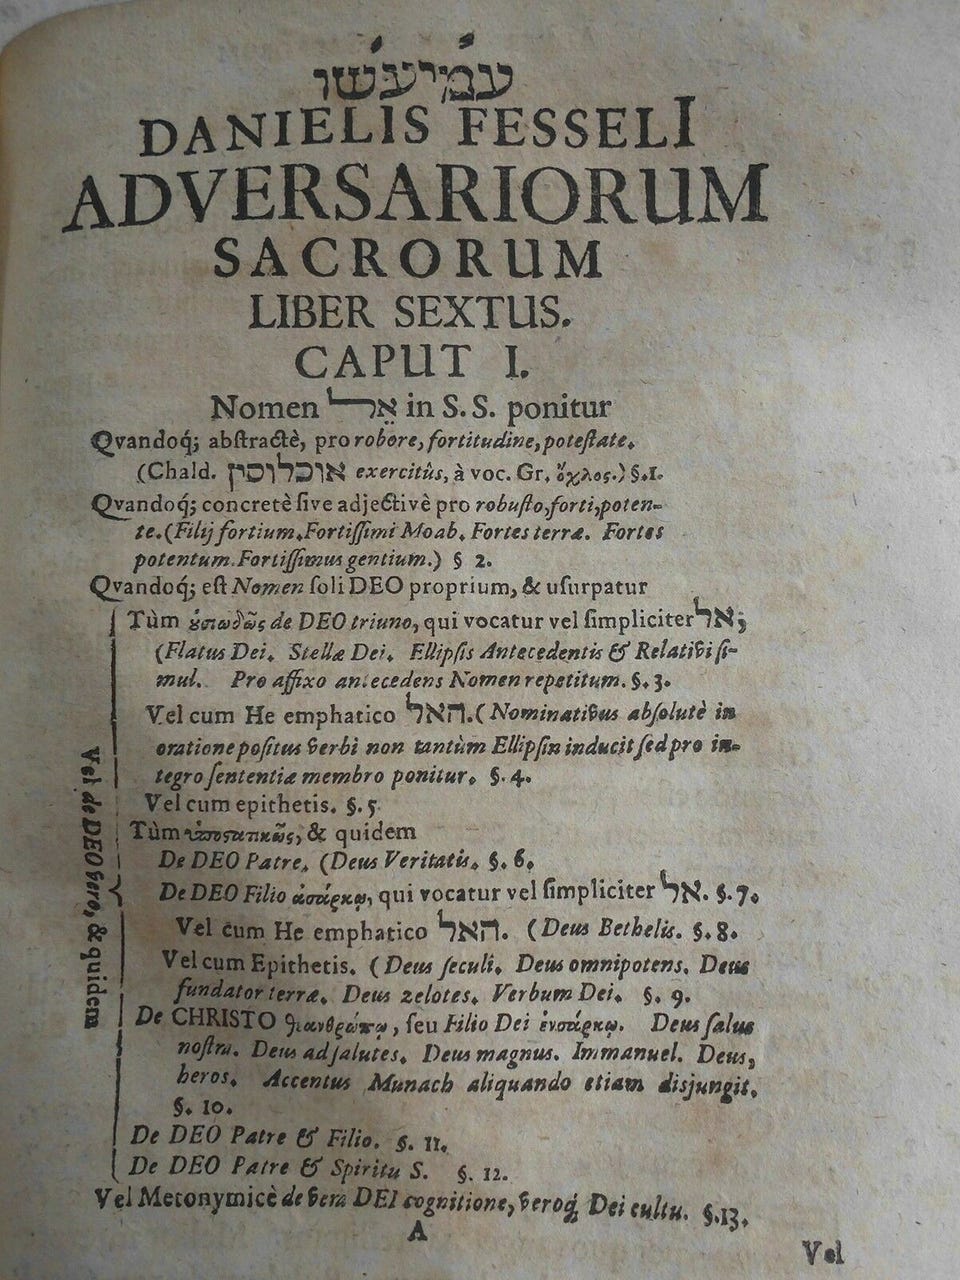 עמי עשו
DANIELIS FESSELI
ADVERSARIORUM
SACRORUM
LIBER SEXTUS.
CAPUT I.
Nomen אֵל in S. S. ponitur
Qvandoq́; abſtractè, pro robore, fortitudine, poteſtate.
(Chald. אוכלוסין exercitûs, à voc. Gr. ὄχλος.) §. 1.
Qvandoq́; concretè ſive adjectivè pro robuſto, forti, poten-
te. (Filij fortium. Fortiſſimi Moab. Fortes terræ. Fortes
potentum. Fortiſſimus gentium.) § 2.
Qvandoq́; eſt Nomen ſoli DEO proprium, & uſurpatur
Vel de DEO vero, & quidem
Tùm de DEO triuno, qui vocatur vel ſimpliciter אל;
(Flatus Dei. Stellæ Dei. Ellipſis Antecedentis & Relativi ſi-
mul. Pro affixo antecedens Nomen repetitum. §. 3.
Vel cum He emphatico האל. (Nominativus abſolutè in
oratione poſitus verbi non tantùm Ellipſin inducit ſed pro in-
tegro ſententiæ membro ponitur. §. 4.
Vel cum epithetis. §. 5
Tùm ὑποστατικῶς, & quidem
De DEO Patre, (Deus Veritatis. §. 6.
De DEO Filio ἀσάρκῳ, qui vocatur vel ſimpliciter אל. §. 7.
Vel cum He emphatico האל. (Deus Bethelis. §. 8.
Vel cum Epithetis. (Deus ſeculi. Deus omnipotens. Deus
fundator terræ. Deus zelotes. Verbum Dei. §. 9.
De CHRISTO θεανθρώπῳ, ſeu Filio Dei ἐνσάρκῳ. Deus ſalus
noſtra. Deus ad ſalutes. Deus magnus. Immanuel. Deus,
heros. Accentus Munach aliquando etiam disjungit.
§. 10.
De DEO Patre & Filio. §. 11.
De DEO Patre & Spiritu S. §. 12.
Vel Metonymicè de vera DEI cognitione, veroq́; Dei cultu. §. 13.
A
Vel